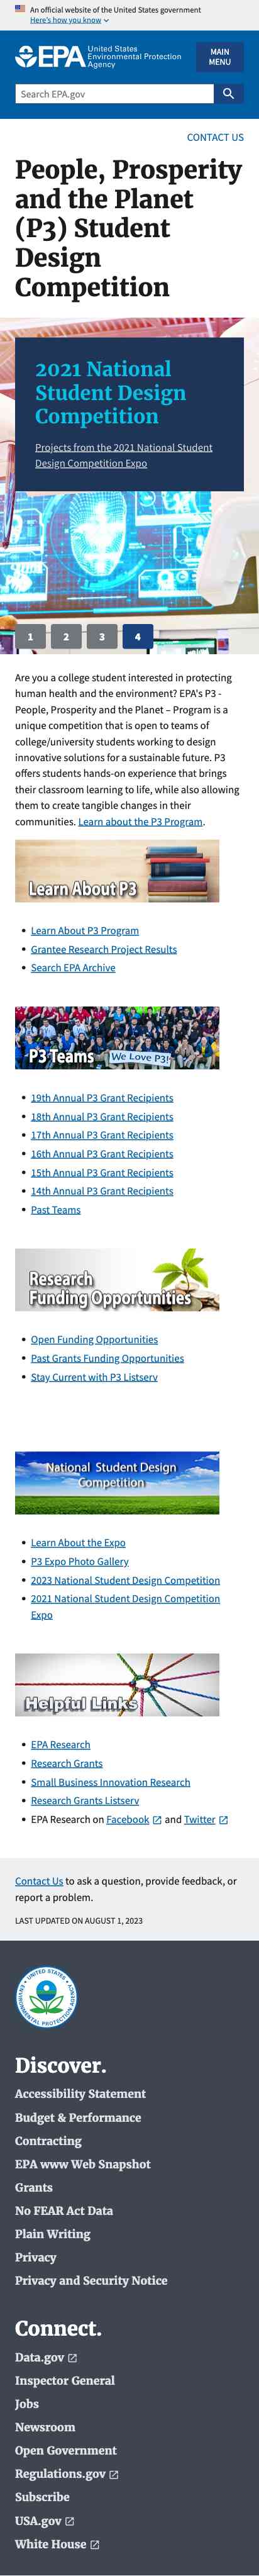 An official website of the United States government
Here's how you know
EPA United States
Environmental Protection
Agency
MAIN
MENU
Search EPA.gov
CONTACT US
People, Prosperity
and the Planet
(P3) Student
Design
Competition
2021 National
Student Design
Competition
Projects from the 2021 National Student
Design Competition Expo
1 2 3 4
Are you a college student interested in protecting
human health and the environment? EPA's P3 -
People, Prosperity and the Planet – Program is a
unique competition that is open to teams of
college/university students working to design
innovative solutions for a sustainable future. P3
offers students hands-on experience that brings
their classroom learning to life, while also allowing
them to create tangible changes in their
communities. Learn about the P3 Program.
Learn About P3
Learn About P3 Program
Grantee Research Project Results
Search EPA Archive
P3 Teams
We Love P3!
19th Annual P3 Grant Recipients
18th Annual P3 Grant Recipients
17th Annual P3 Grant Recipients
16th Annual P3 Grant Recipients
15th Annual P3 Grant Recipients
14th Annual P3 Grant Recipients
Past Teams
Research
Funding Opportunities
Open Funding Opportunities
Past Grants Funding Opportunities
Stay Current with P3 Listserv
National Student Design
Competition
Learn About the Expo
P3 Expo Photo Gallery
2023 National Student Design Competition
2021 National Student Design Competition
Expo
Helpful Links
EPA Research
Research Grants
Small Business Innovation Research
Research Grants Listserv
EPA Research on Facebook and Twitter
Contact Us to ask a question, provide feedback, or
report a problem.
LAST UPDATED ON AUGUST 1, 2023
UNITED STATES
ENVIRONMENTAL PROTECTION AGENCY
Discover.
Accessibility Statement
Budget & Performance
Contracting
EPA www Web Snapshot
Grants
No FEAR Act Data
Plain Writing
Privacy
Privacy and Security Notice
Connect.
Data.gov
Inspector General
Jobs
Newsroom
Open Government
Regulations.gov
Subscribe
USA.gov
White House